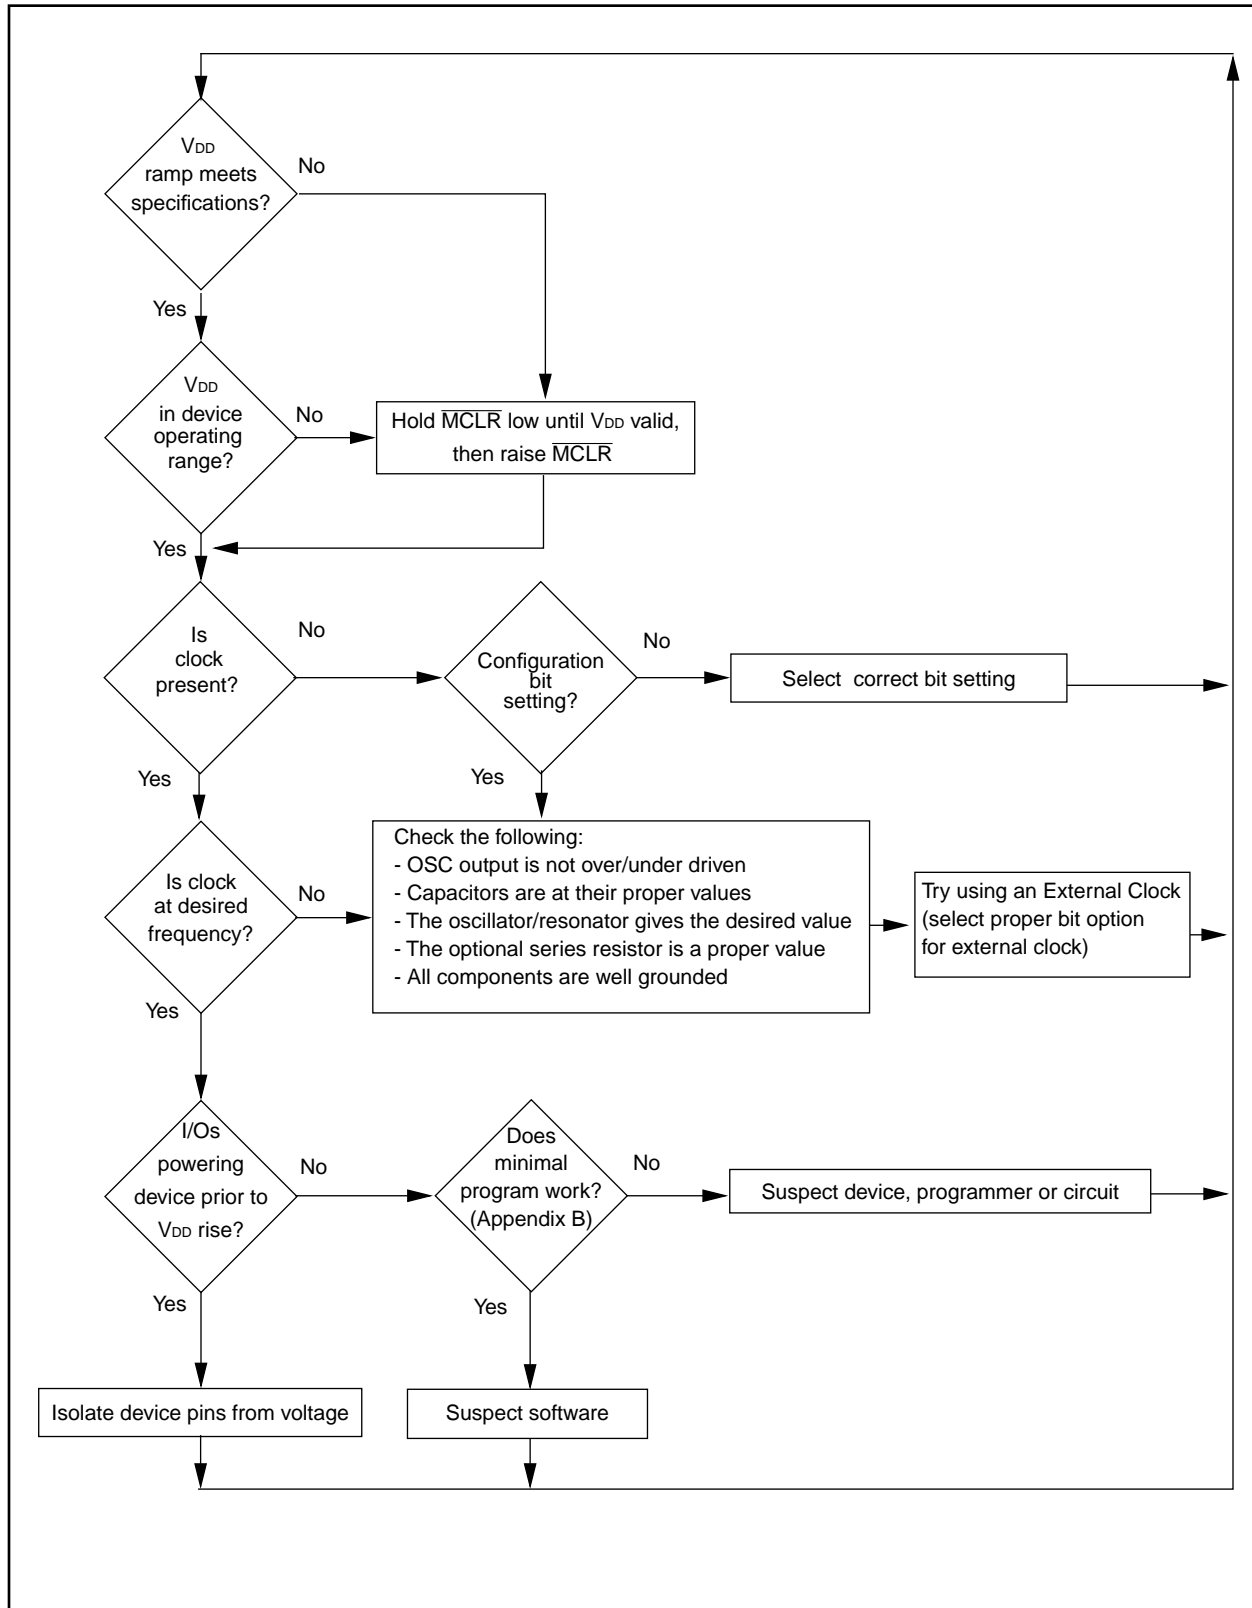 VDD
ramp meets
specifications?
No
Yes
VDD
in device
operating
range?
No
Hold MCLR low until VDD valid,
then raise MCLR
Yes
Is
clock
present?
No
Configuration
bit
setting?
No
Select correct bit setting
Yes
Yes
Is clock
at desired
frequency?
No
Check the following:
- OSC output is not over/under driven
- Capacitors are at their proper values
- The oscillator/resonator gives the desired value
- The optional series resistor is a proper value
- All components are well grounded
Try using an External Clock
(select proper bit option
for external clock)
Yes
I/Os
powering
device prior to
VDD rise?
No
Does
minimal
program work?
(Appendix B)
No
Suspect device, programmer or circuit
Yes
Yes
Isolate device pins from voltage
Suspect software